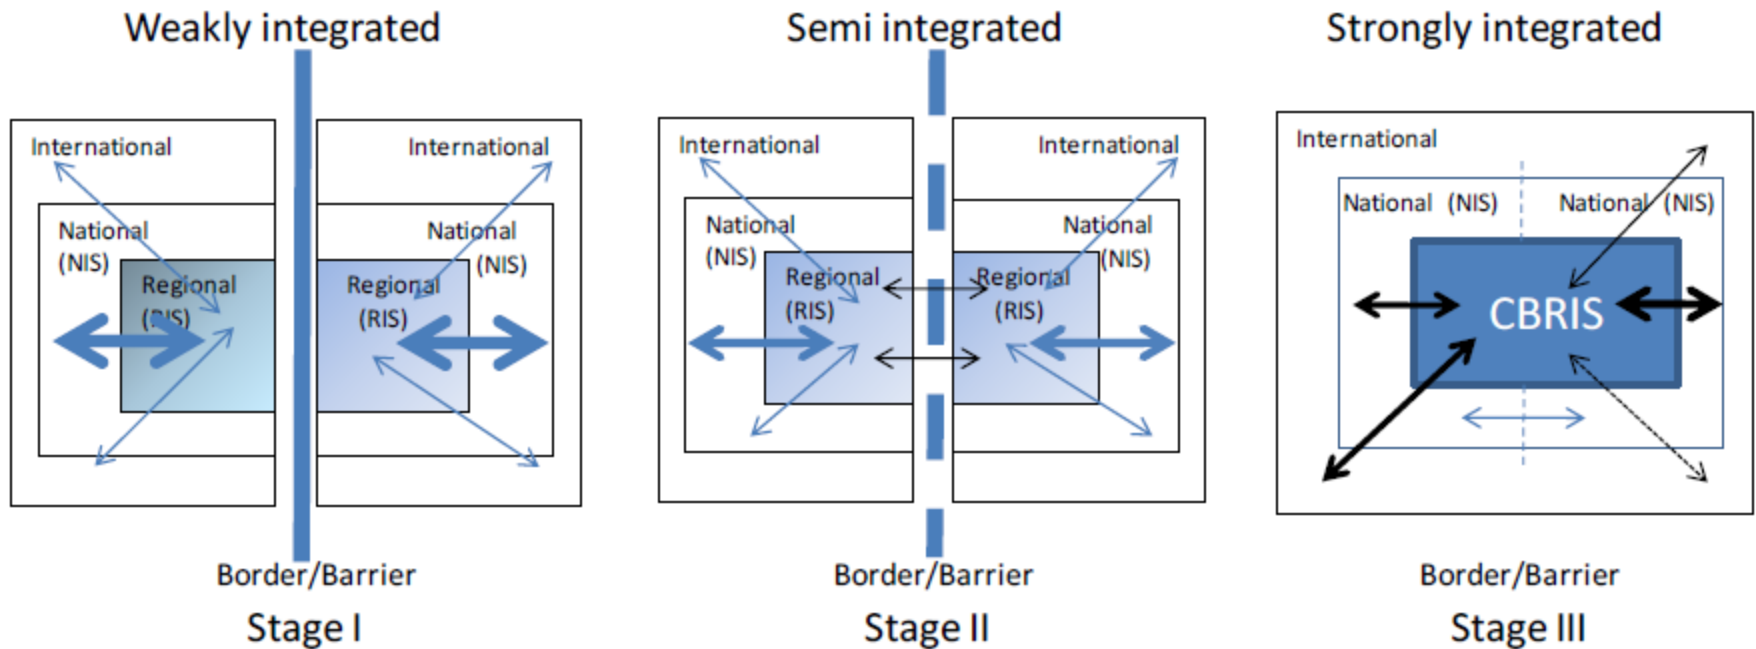 Weakly integrated
Semi integrated
Strongly integrated
International
International
National
(NIS)
National
(NIS)
Regional
(RIS)
Regional
(RIS)
International
International
National
(NIS)
National
(NIS)
Regional
(RIS)
Regional
(RIS)
International
National (NIS)
National (NIS)
CBRIS
Border/Barrier
Border/Barrier
Border/Barrier
Stage I
Stage II
Stage III